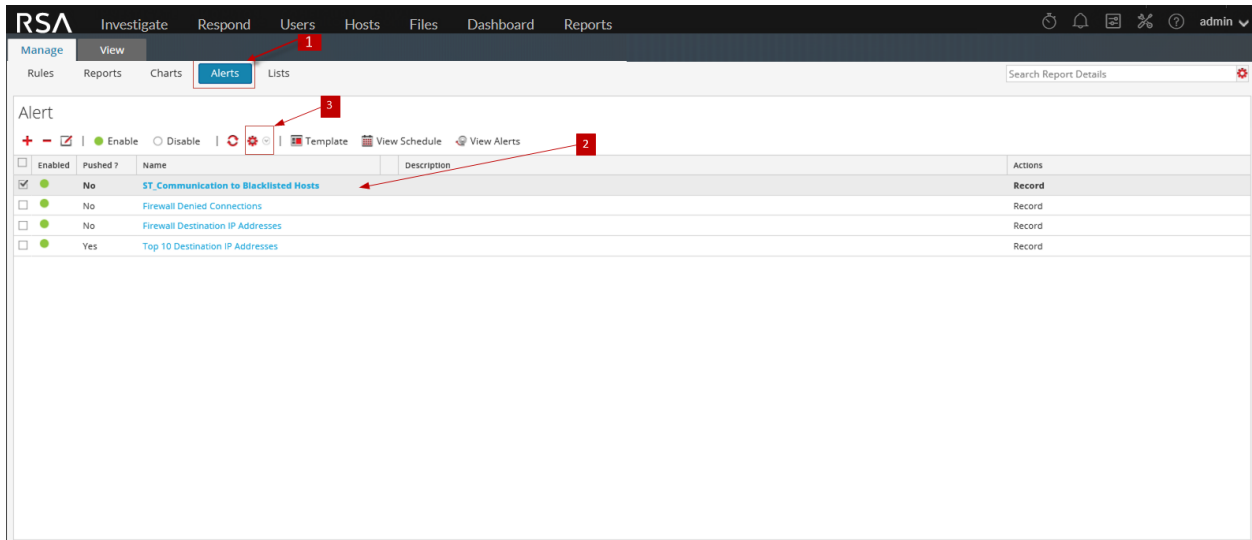 RSA Investigate Respond Users Hosts Files Dashboard Reports admin
Manage View
1
Rules Reports Charts Alerts Lists Search Report Details
3
Alert
Enable Disable Template View Schedule View Alerts
2
Enabled Pushed ? Name Description Actions
No ST_Communication to Blacklisted Hosts Record
No Firewall Denied Connections Record
No Firewall Destination IP Addresses Record
Yes Top 10 Destination IP Addresses Record